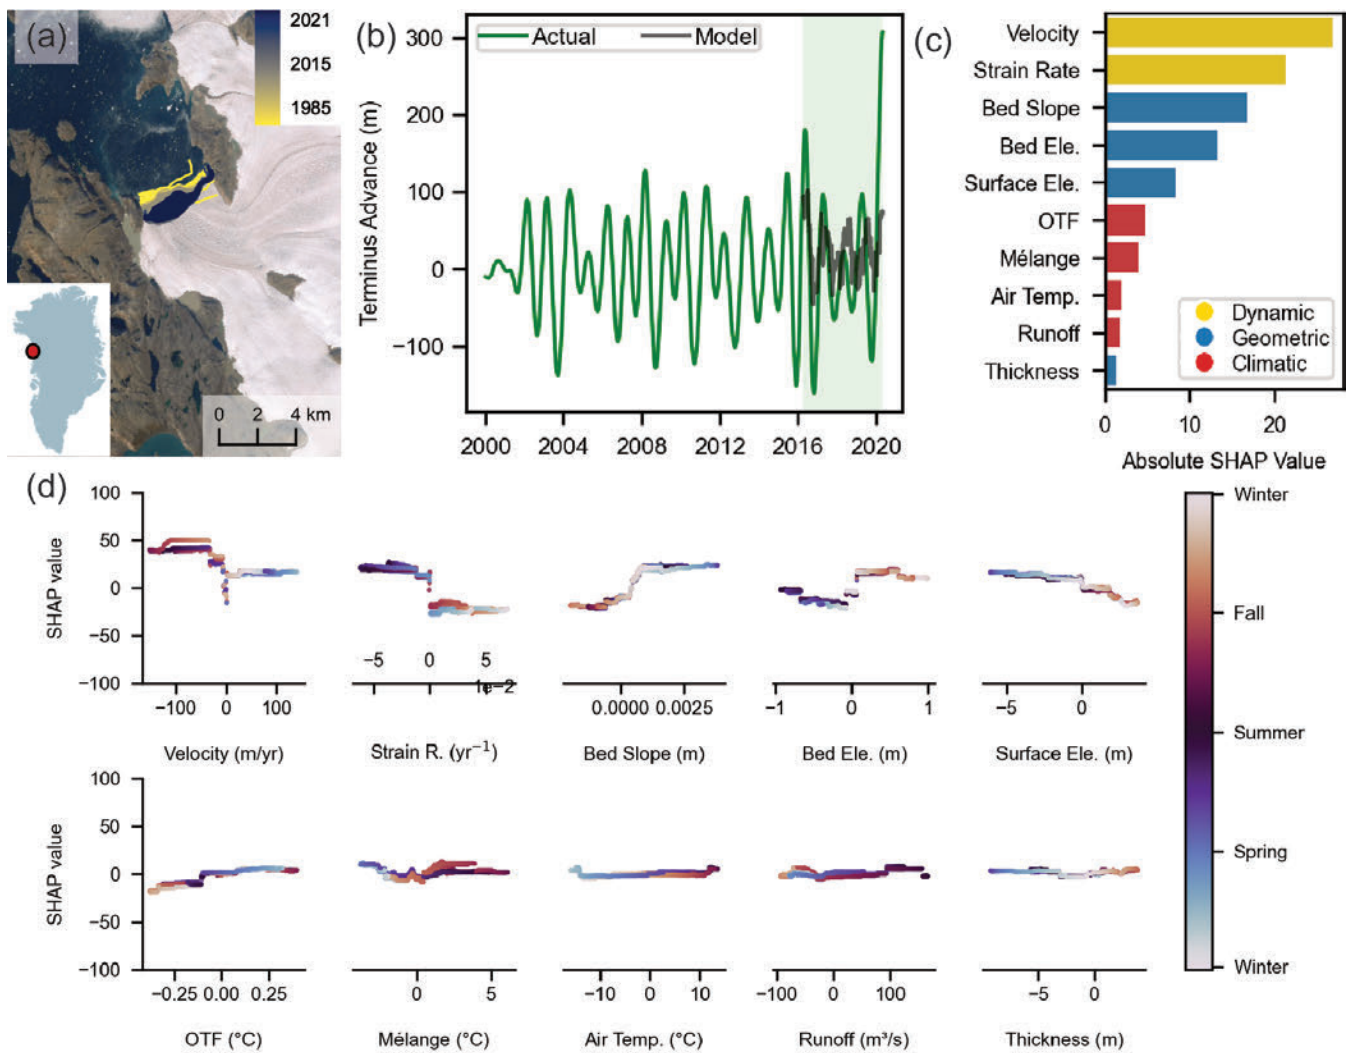 (a)
2021
2015
1985
0 2 4 km
(b)
Actual Model
Terminus Advance (m)
300
200
100
0
−100
2000 2004 2008 2012 2016 2020
(c)
Velocity
Strain Rate
Bed Slope
Bed Ele.
Surface Ele.
OTF
Mélange
Air Temp.
Runoff
Thickness
Dynamic
Geometric
Climatic
0 10 20
Absolute SHAP Value
(d)
SHAP value
100
50
0
−50
−100
−100 0 100
Velocity (m/yr)
−5 0 5
1e−2
Strain R. (yr⁻¹)
0.0000 0.0025
Bed Slope (m)
−1 0 1
Bed Ele. (m)
−5 0
Surface Ele. (m)
SHAP value
100
50
0
−50
−100
−0.25 0.00 0.25
OTF (°C)
0 5
Mélange (°C)
−10 0 10
Air Temp. (°C)
−100 0 100
Runoff (m³/s)
−5 0
Thickness (m)
Winter
Fall
Summer
Spring
Winter